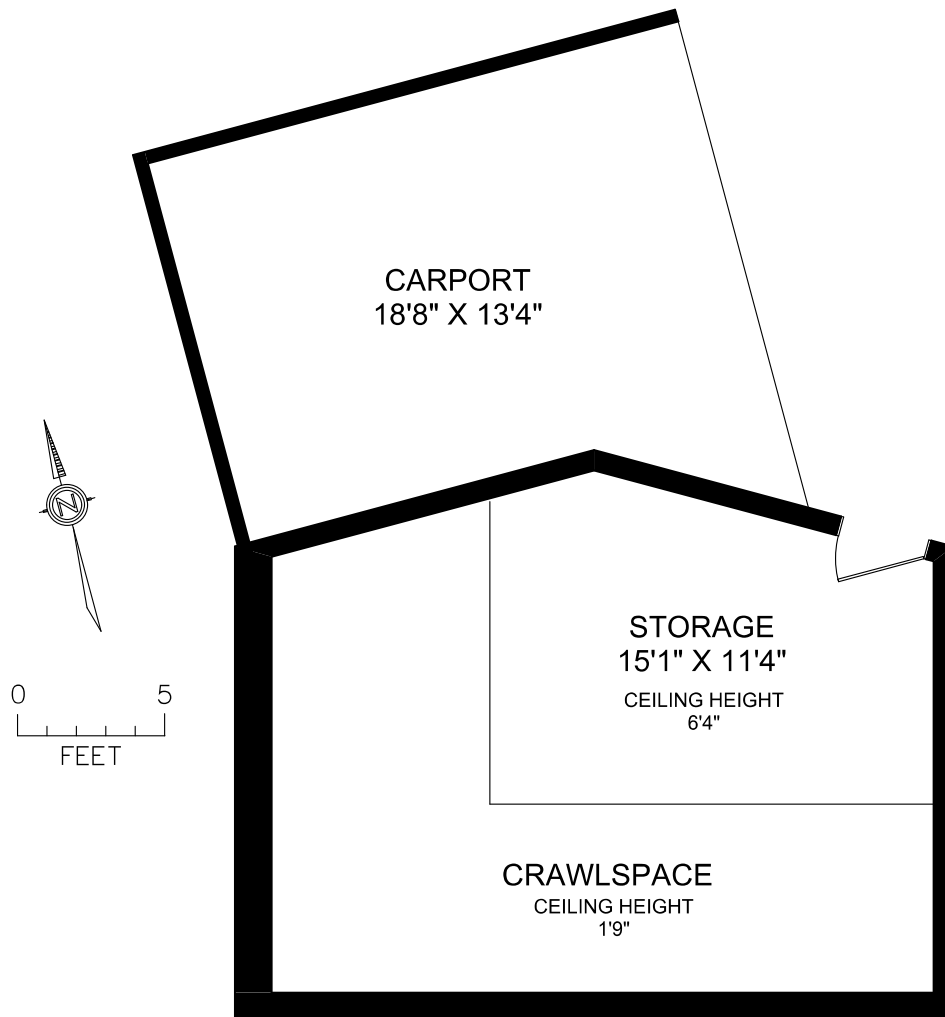 CARPORT
18'8" X 13'4"
N
STORAGE
15'1" X 11'4"
CEILING HEIGHT
6'4"
0 5
FEET
CRAWLSPACE
CEILING HEIGHT
1'9"